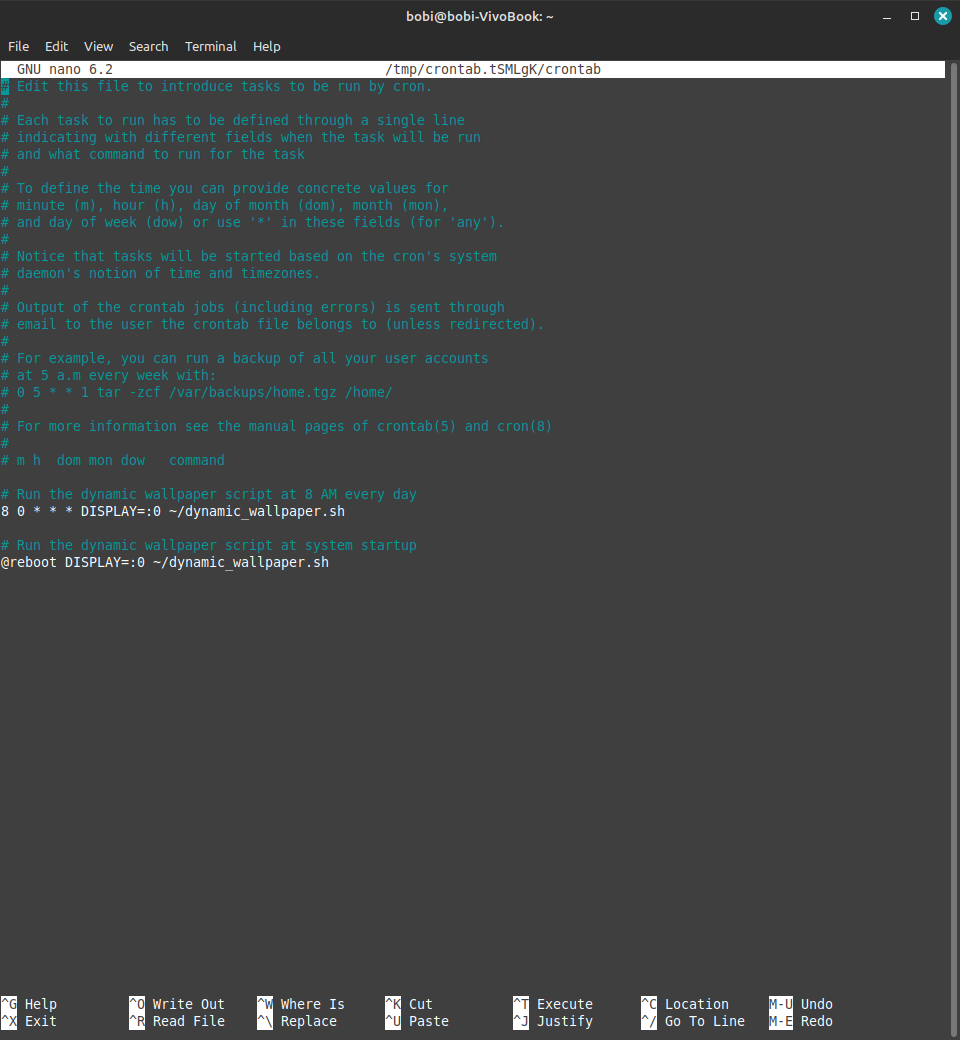 bobi@bobi-VivoBook: ~
File Edit View Search Terminal Help
GNU nano 6.2 /tmp/crontab.tSMLgK/crontab
# Edit this file to introduce tasks to be run by cron.
#
# Each task to run has to be defined through a single line
# indicating with different fields when the task will be run
# and what command to run for the task
#
# To define the time you can provide concrete values for
# minute (m), hour (h), day of month (dom), month (mon),
# and day of week (dow) or use '*' in these fields (for 'any').
#
# Notice that tasks will be started based on the cron's system
# daemon's notion of time and timezones.
#
# Output of the crontab jobs (including errors) is sent through
# email to the user the crontab file belongs to (unless redirected).
#
# For example, you can run a backup of all your user accounts
# at 5 a.m every week with:
# 0 5 * * 1 tar -zcf /var/backups/home.tgz /home/
#
# For more information see the manual pages of crontab(5) and cron(8)
#
# m h  dom mon dow   command

# Run the dynamic wallpaper script at 8 AM every day
8 0 * * * DISPLAY=:0 ~/dynamic_wallpaper.sh

# Run the dynamic wallpaper script at system startup
@reboot DISPLAY=:0 ~/dynamic_wallpaper.sh
^G Help ^O Write Out ^W Where Is ^K Cut ^T Execute ^C Location M-U Undo
^X Exit ^R Read File ^\ Replace ^U Paste ^J Justify ^/ Go To Line M-E Redo